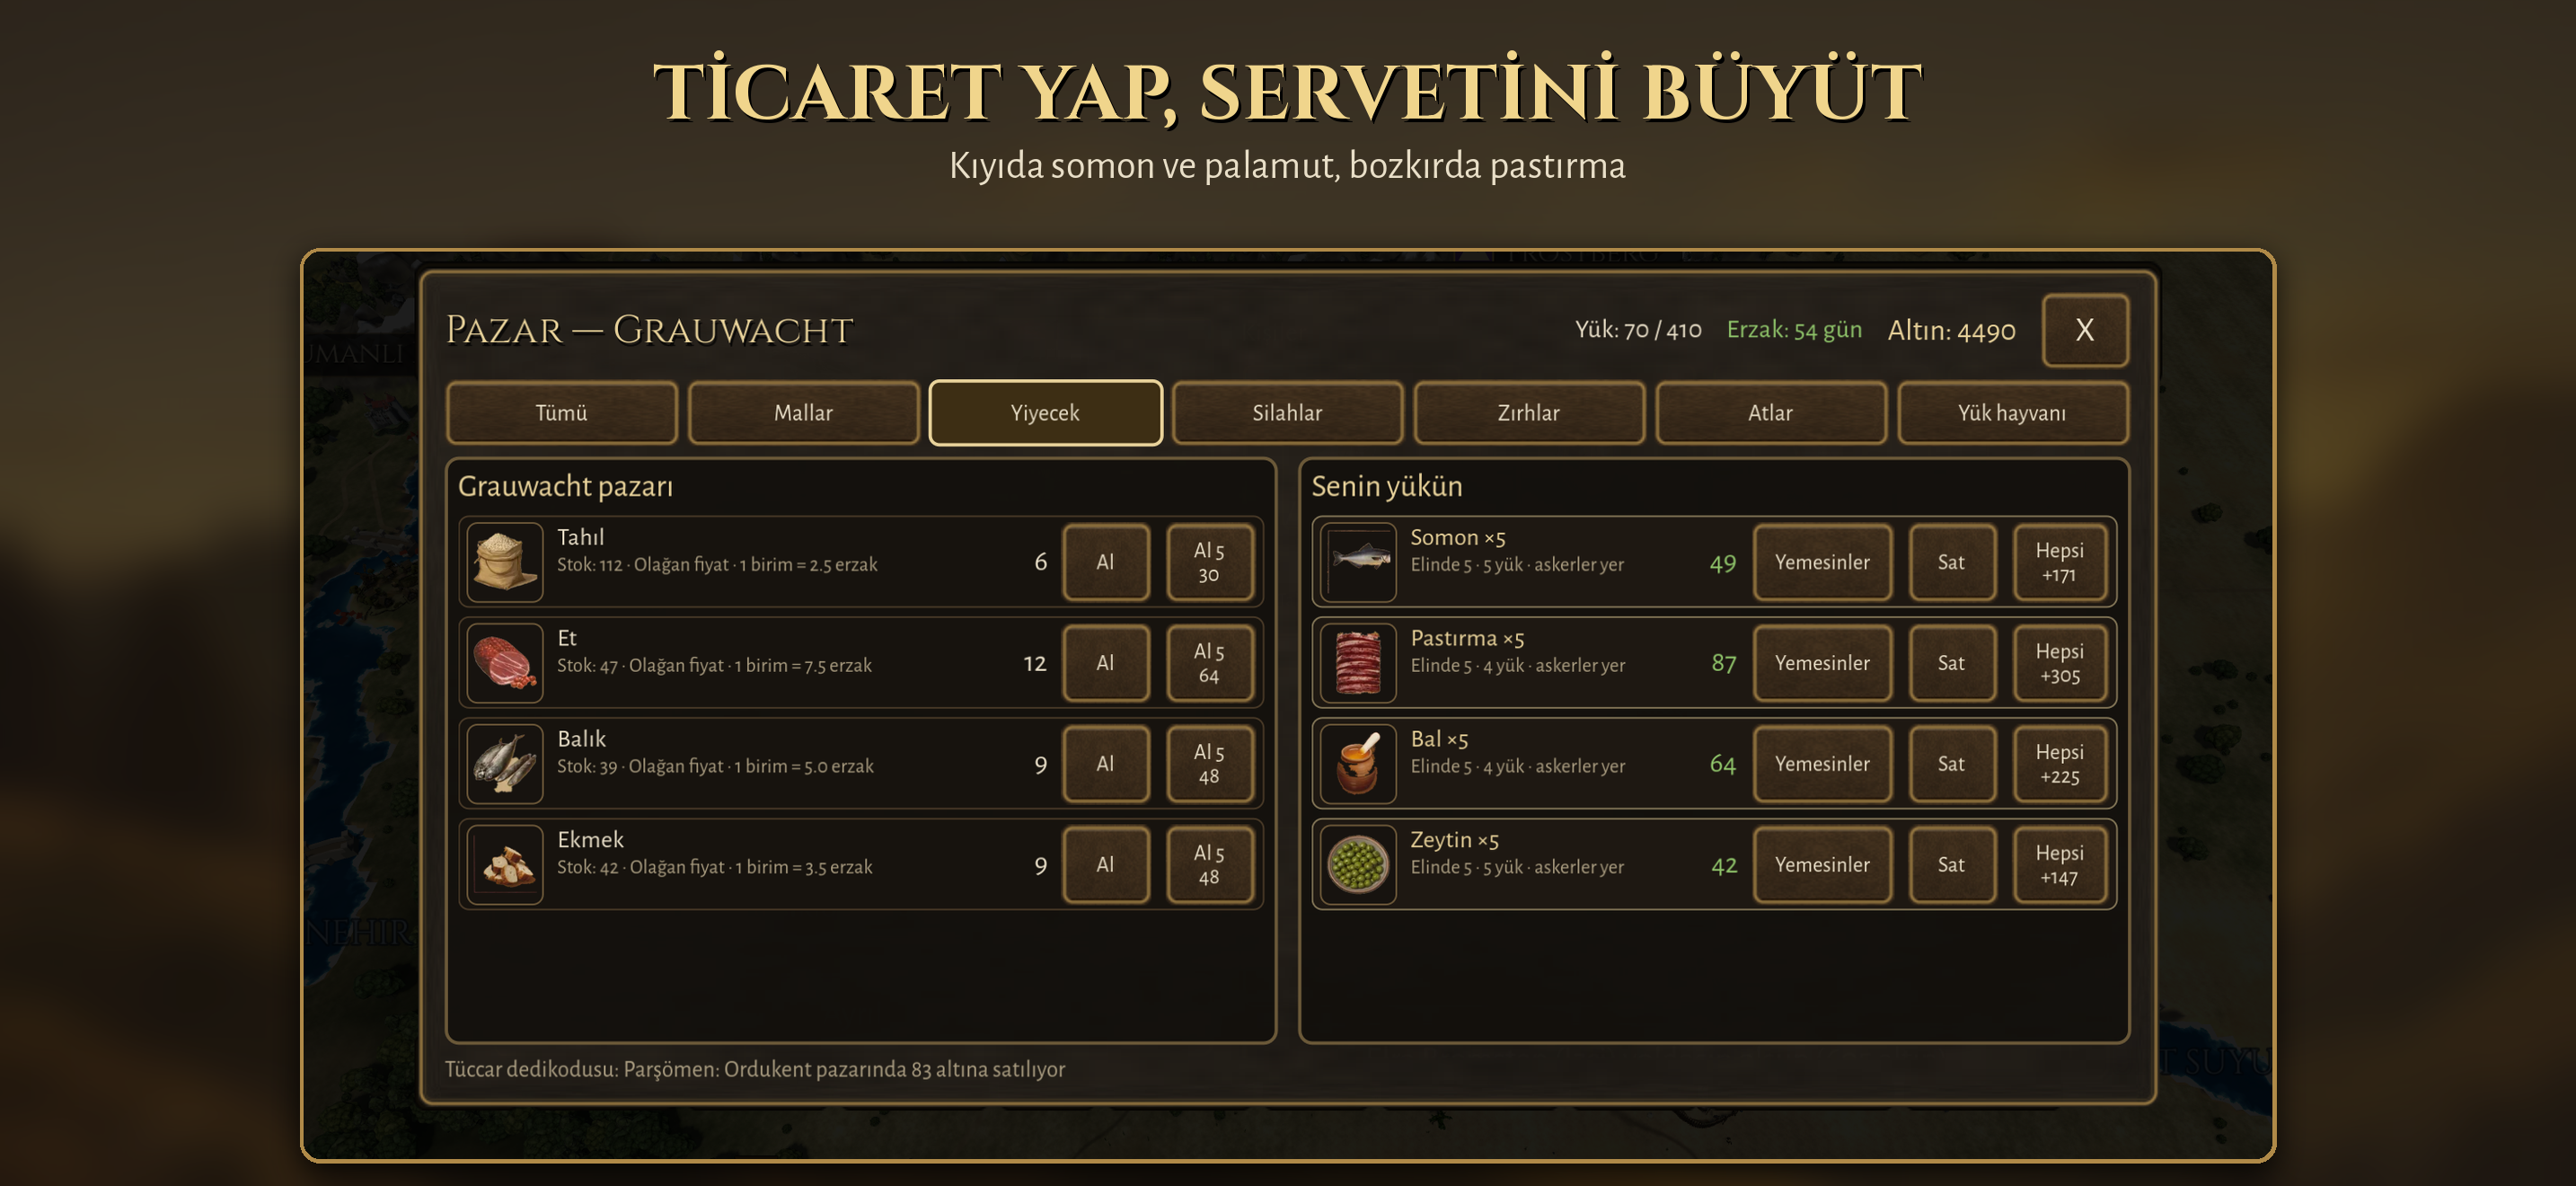 TİCARET YAP, SERVETİNİ BÜYÜT
Kıyıda somon ve palamut, bozkırda pastırma
FROSTBERG
UMANLI
Pazar — Grauwacht
Yük: 70 / 410 Erzak: 54 gün Altın: 4490 X
Tümü Mallar Yiyecek Silahlar Zırhlar Atlar Yük hayvanı
Grauwacht pazarı
Tahıl
Stok: 112 · Olağan fiyat · 1 birim = 2.5 erzak
6 Al Al 5
30
Et
Stok: 47 · Olağan fiyat · 1 birim = 7.5 erzak
12 Al Al 5
64
Balık
Stok: 39 · Olağan fiyat · 1 birim = 5.0 erzak
9 Al Al 5
48
Ekmek
Stok: 42 · Olağan fiyat · 1 birim = 3.5 erzak
9 Al Al 5
48
Senin yükün
Somon ×5
Elinde 5 · 5 yük · askerler yer
49 Yemesinler Sat Hepsi
+171
Pastırma ×5
Elinde 5 · 4 yük · askerler yer
87 Yemesinler Sat Hepsi
+305
Bal ×5
Elinde 5 · 4 yük · askerler yer
64 Yemesinler Sat Hepsi
+225
Zeytin ×5
Elinde 5 · 5 yük · askerler yer
42 Yemesinler Sat Hepsi
+147
NEHIR
T SUYU
Tüccar dedikodusu: Parşömen: Ordukent pazarında 83 altına satılıyor